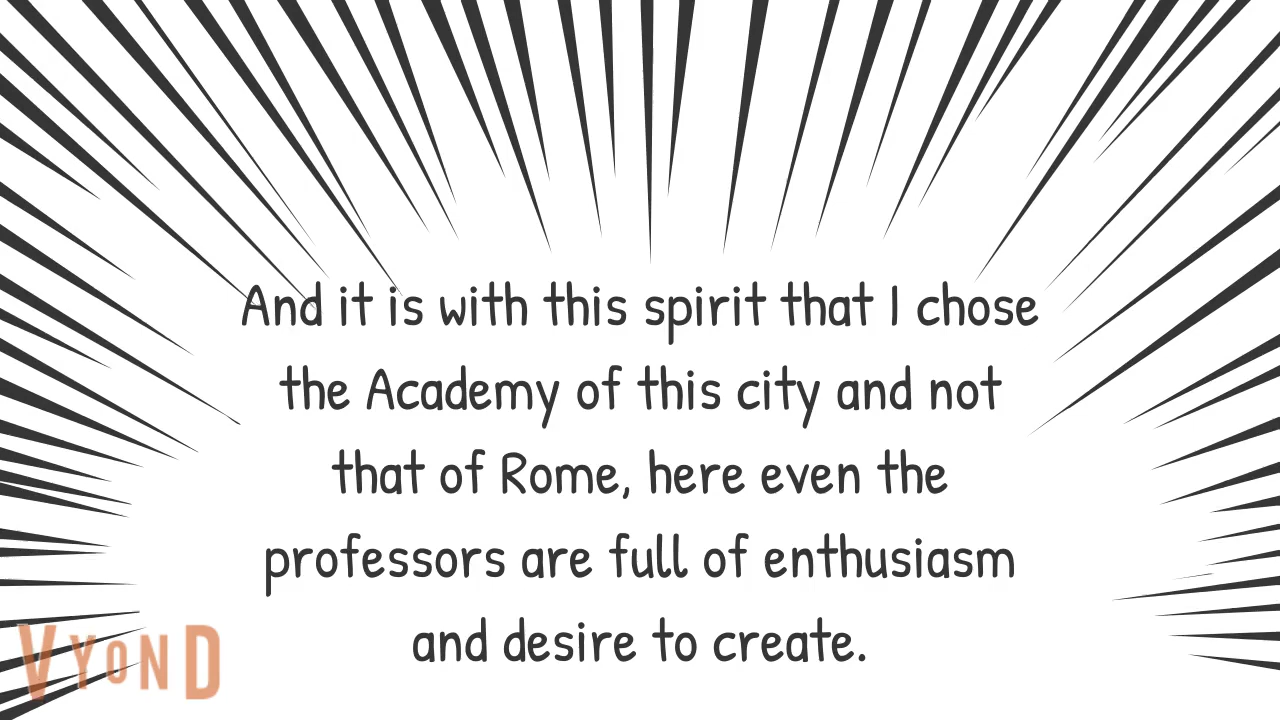 And it is with this spirit that I chose
the Academy of this city and not
that of Rome, here even the
professors are full of enthusiasm
and desire to create.
VYOND